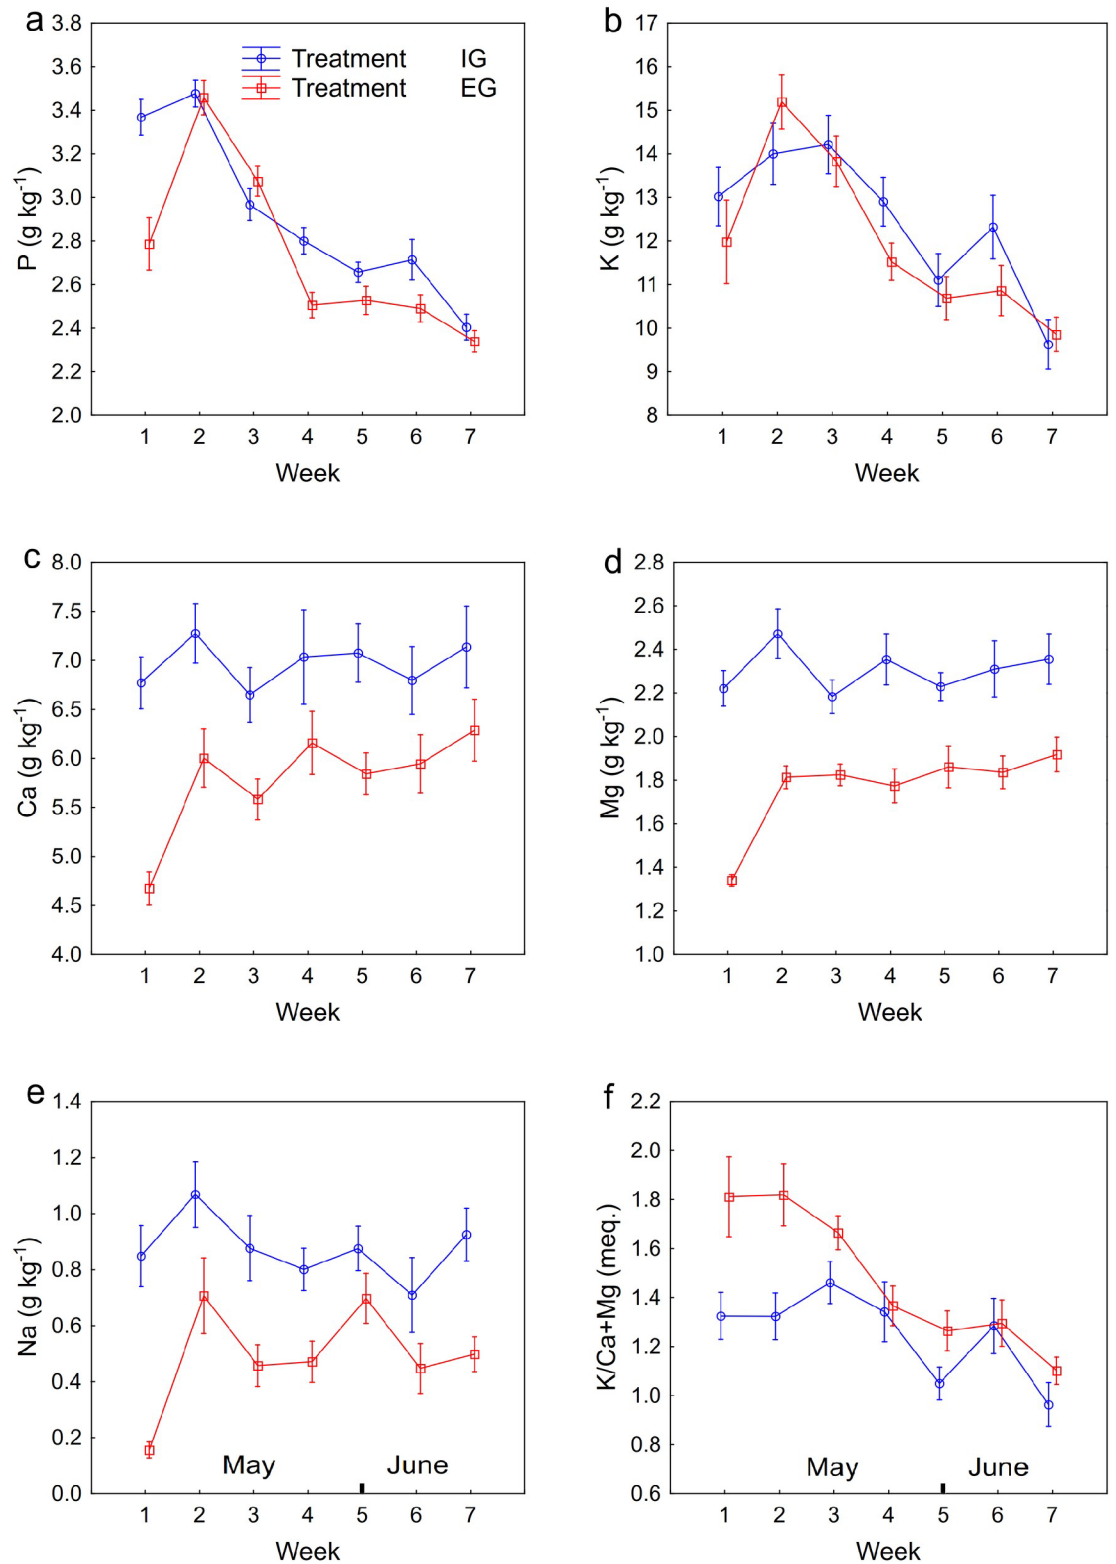 a
3.8
3.6
3.4
3.2
3.0
2.8
2.6
2.4
2.2
2.0
P (g kg⁻¹)
Treatment IG
Treatment EG
1 2 3 4 5 6 7
Week
b
17
16
15
14
13
12
11
10
9
8
K (g kg⁻¹)
1 2 3 4 5 6 7
Week
c
8.0
7.5
7.0
6.5
6.0
5.5
5.0
4.5
4.0
Ca (g kg⁻¹)
1 2 3 4 5 6 7
Week
d
2.8
2.6
2.4
2.2
2.0
1.8
1.6
1.4
1.2
1.0
Mg (g kg⁻¹)
1 2 3 4 5 6 7
Week
e
1.4
1.2
1.0
0.8
0.6
0.4
0.2
0.0
Na (g kg⁻¹)
May June
1 2 3 4 5 6 7
Week
f
2.2
2.0
1.8
1.6
1.4
1.2
1.0
0.8
0.6
K/Ca+Mg (meq.)
May June
1 2 3 4 5 6 7
Week